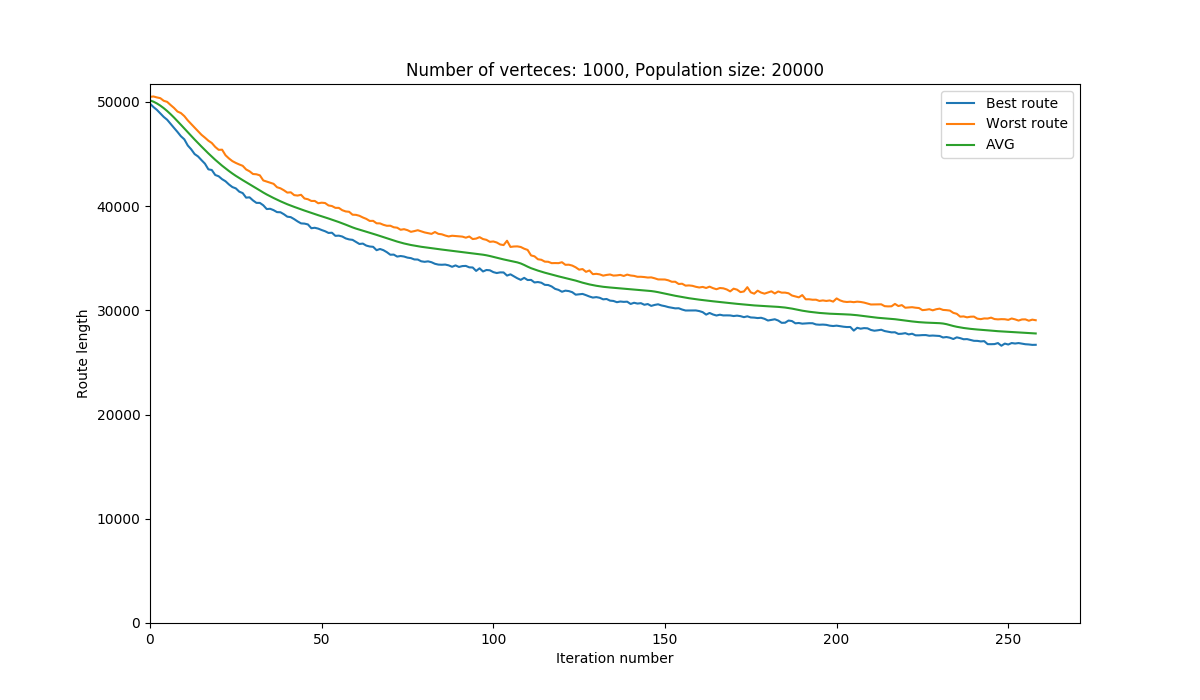 Number of verteces: 1000, Population size: 20000
Best route
Worst route
AVG
50000
40000
30000
20000
10000
0
Route length
0 50 100 150 200 250
Iteration number